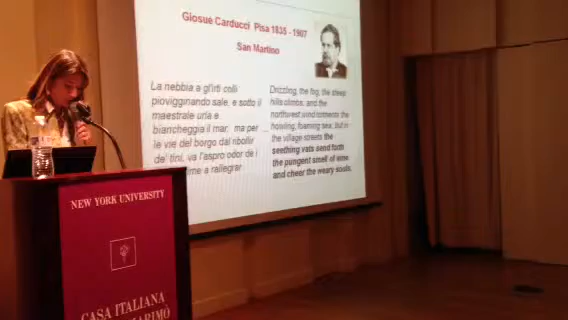 Giosuè Carducci Pisa 1835 - 1907
San Martino
La nebbia a gl'irti colli
piovigginando sale, e sotto il
maestrale urla e
biancheggia il mar; ma per
le vie del borgo dal ribollir
de' tini, va l'aspro odor de i
a rallegrar
Drizzling, the fog, the steep
hills climbs, and the
northwest wind torments the
howling, foaming sea, but in
the village streets the
seething vats send forth
the pungent smell of wine
and cheer the weary souls.
NEW YORK UNIVERSITY
CASA ITALIANA